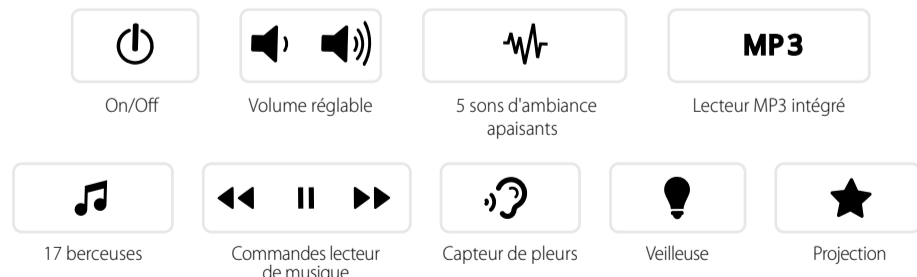 MP3
On/Off
Volume réglable
5 sons d'ambiance
apaisants
Lecteur MP3 intégré
17 berceuses
Commandes lecteur
de musique
Capteur de pleurs
Veilleuse
Projection